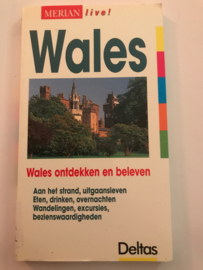 MERIAN live!
Wales
Wales ontdekken en beleven
Aan het strand, uitgaansleven
Eten, drinken, overnachten
Wandelingen, excursies,
bezienswaardigheden
Deltas